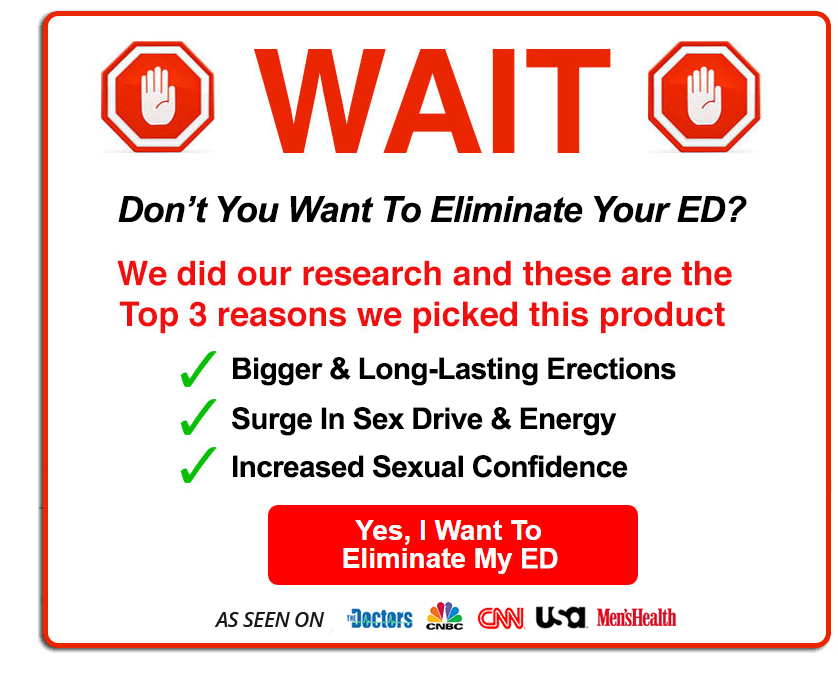 WAIT
Don't You Want To Eliminate Your ED?
We did our research and these are the
Top 3 reasons we picked this product
Bigger & Long-Lasting Erections
Surge In Sex Drive & Energy
Increased Sexual Confidence
Yes, I Want To
Eliminate My ED
AS SEEN ON THE Doctors CNBC CNN USA Men'sHealth